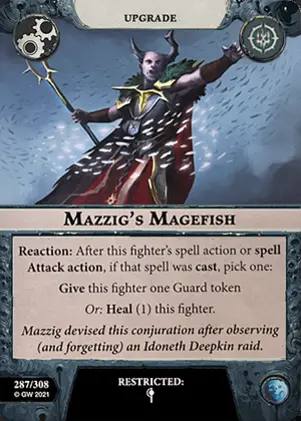 UPGRADE
MAZZIG'S MAGEFISH
Reaction: After this fighter's spell action or spell
Attack action, if that spell was cast, pick one:
Give this fighter one Guard token
Or: Heal (1) this fighter.
Mazzig devised this conjuration after observing
(and forgetting) an Idoneth Deepkin raid.
287/308
© GW 2021
RESTRICTED: